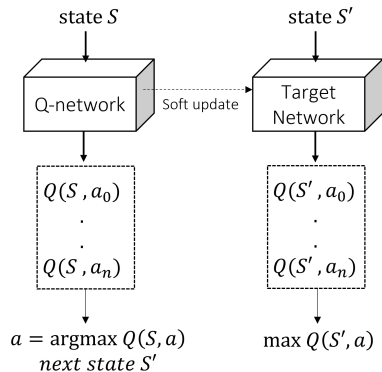 state S
state S′
Q-network
Soft update
Target
Network
Q(S , a₀)
.
.
Q(S , aₙ)
Q(S′ , a₀)
.
.
Q(S′ , aₙ)
a = argmax Q(S, a)
next state S′
max Q(S′, a)